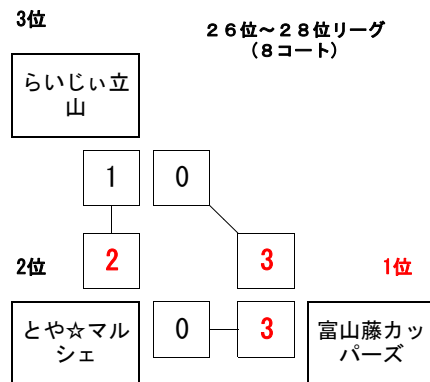 3位
２６位～２８位リーグ
（８コート）
らいじぃ立
山
1 0
2 3
2位 1位
とや☆マル
シェ
0 3
富山藤カッ
パーズ